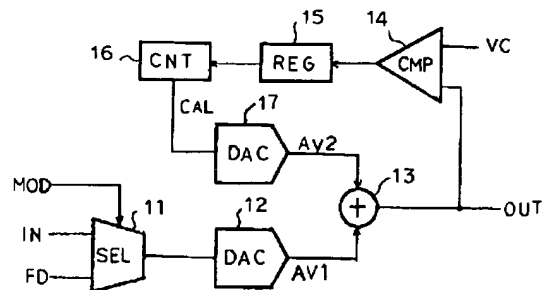 15
14
16
CNT
REG
CMP
VC
CAL
17
DAC
AV2
13
MOD
11
12
IN
SEL
DAC
+
OUT
FD
AV1